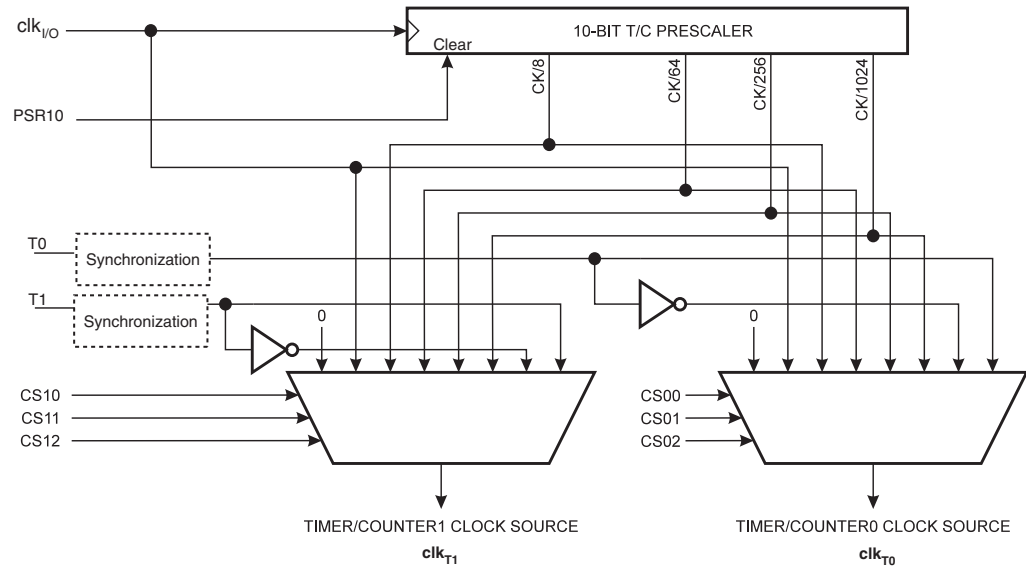 clkI/O
10-BIT T/C PRESCALER
Clear
CK/8
CK/64
CK/256
CK/1024
PSR10
T0
Synchronization
T1
Synchronization
0
0
CS10
CS11
CS12
CS00
CS01
CS02
TIMER/COUNTER1 CLOCK SOURCE
clkT1
TIMER/COUNTER0 CLOCK SOURCE
clkT0